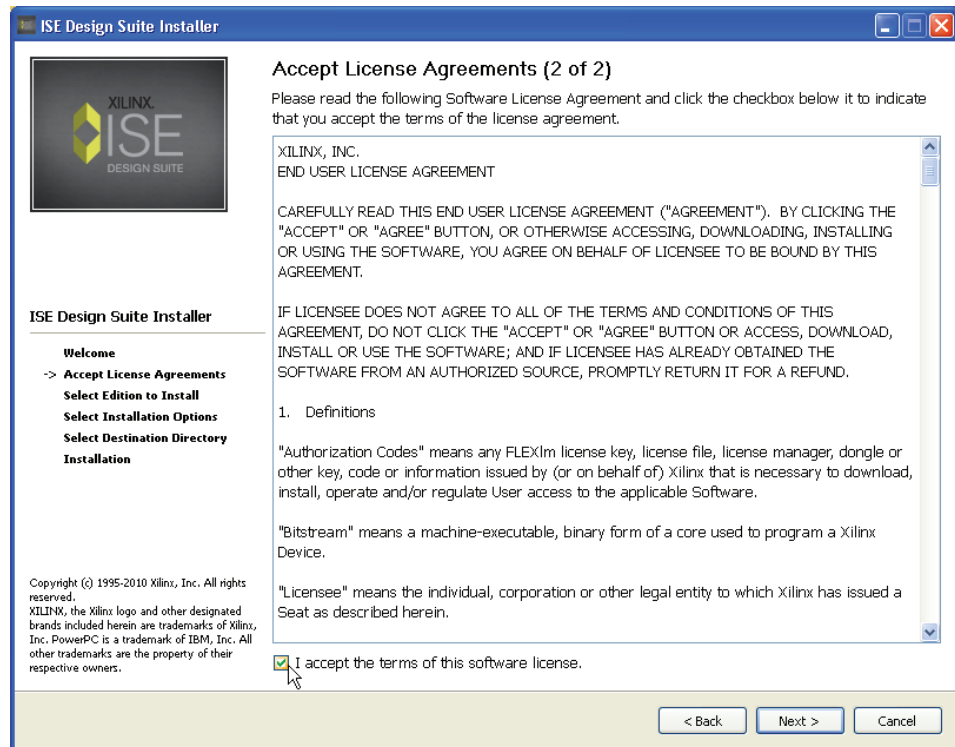 ISE Design Suite Installer
XILINX.
ISE
DESIGN SUITE
ISE Design Suite Installer
Welcome
-> Accept License Agreements
Select Edition to Install
Select Installation Options
Select Destination Directory
Installation
Copyright (c) 1995-2010 Xilinx, Inc. All rights
reserved.
XILINX, the Xilinx logo and other designated
brands included herein are trademarks of Xilinx,
Inc. PowerPC is a trademark of IBM, Inc. All
other trademarks are the property of their
respective owners.
Accept License Agreements (2 of 2)
Please read the following Software License Agreement and click the checkbox below it to indicate
that you accept the terms of the license agreement.
XILINX, INC.
END USER LICENSE AGREEMENT
CAREFULLY READ THIS END USER LICENSE AGREEMENT ("AGREEMENT"). BY CLICKING THE
"ACCEPT" OR "AGREE" BUTTON, OR OTHERWISE ACCESSING, DOWNLOADING, INSTALLING
OR USING THE SOFTWARE, YOU AGREE ON BEHALF OF LICENSEE TO BE BOUND BY THIS
AGREEMENT.
IF LICENSEE DOES NOT AGREE TO ALL OF THE TERMS AND CONDITIONS OF THIS
AGREEMENT, DO NOT CLICK THE "ACCEPT" OR "AGREE" BUTTON OR ACCESS, DOWNLOAD,
INSTALL OR USE THE SOFTWARE; AND IF LICENSEE HAS ALREADY OBTAINED THE
SOFTWARE FROM AN AUTHORIZED SOURCE, PROMPTLY RETURN IT FOR A REFUND.
1. Definitions
"Authorization Codes" means any FLEXlm license key, license file, license manager, dongle or
other key, code or information issued by (or on behalf of) Xilinx that is necessary to download,
install, operate and/or regulate User access to the applicable Software.
"Bitstream" means a machine-executable, binary form of a core used to program a Xilinx
Device.
"Licensee" means the individual, corporation or other legal entity to which Xilinx has issued a
Seat as described herein.
I accept the terms of this software license.
< Back
Next >
Cancel